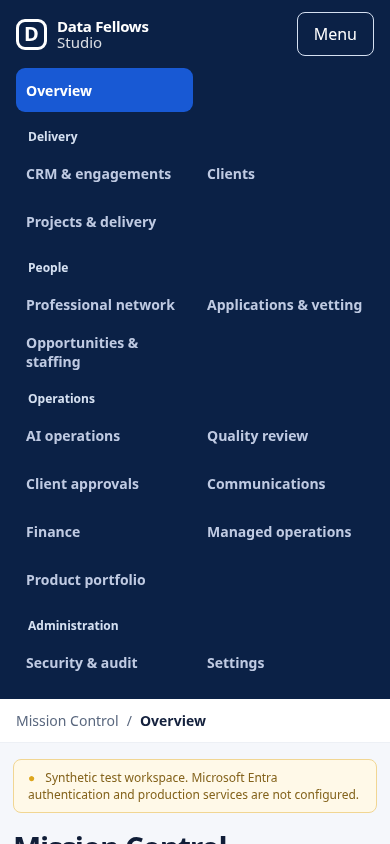 D
Data Fellows
Studio
Menu
Overview
Delivery
CRM & engagements
Clients
Projects & delivery
People
Professional network
Applications & vetting
Opportunities &
staffing
Operations
AI operations
Quality review
Client approvals
Communications
Finance
Managed operations
Product portfolio
Administration
Security & audit
Settings
Mission Control / Overview
Synthetic test workspace. Microsoft Entra
authentication and production services are not configured.
Mission Control